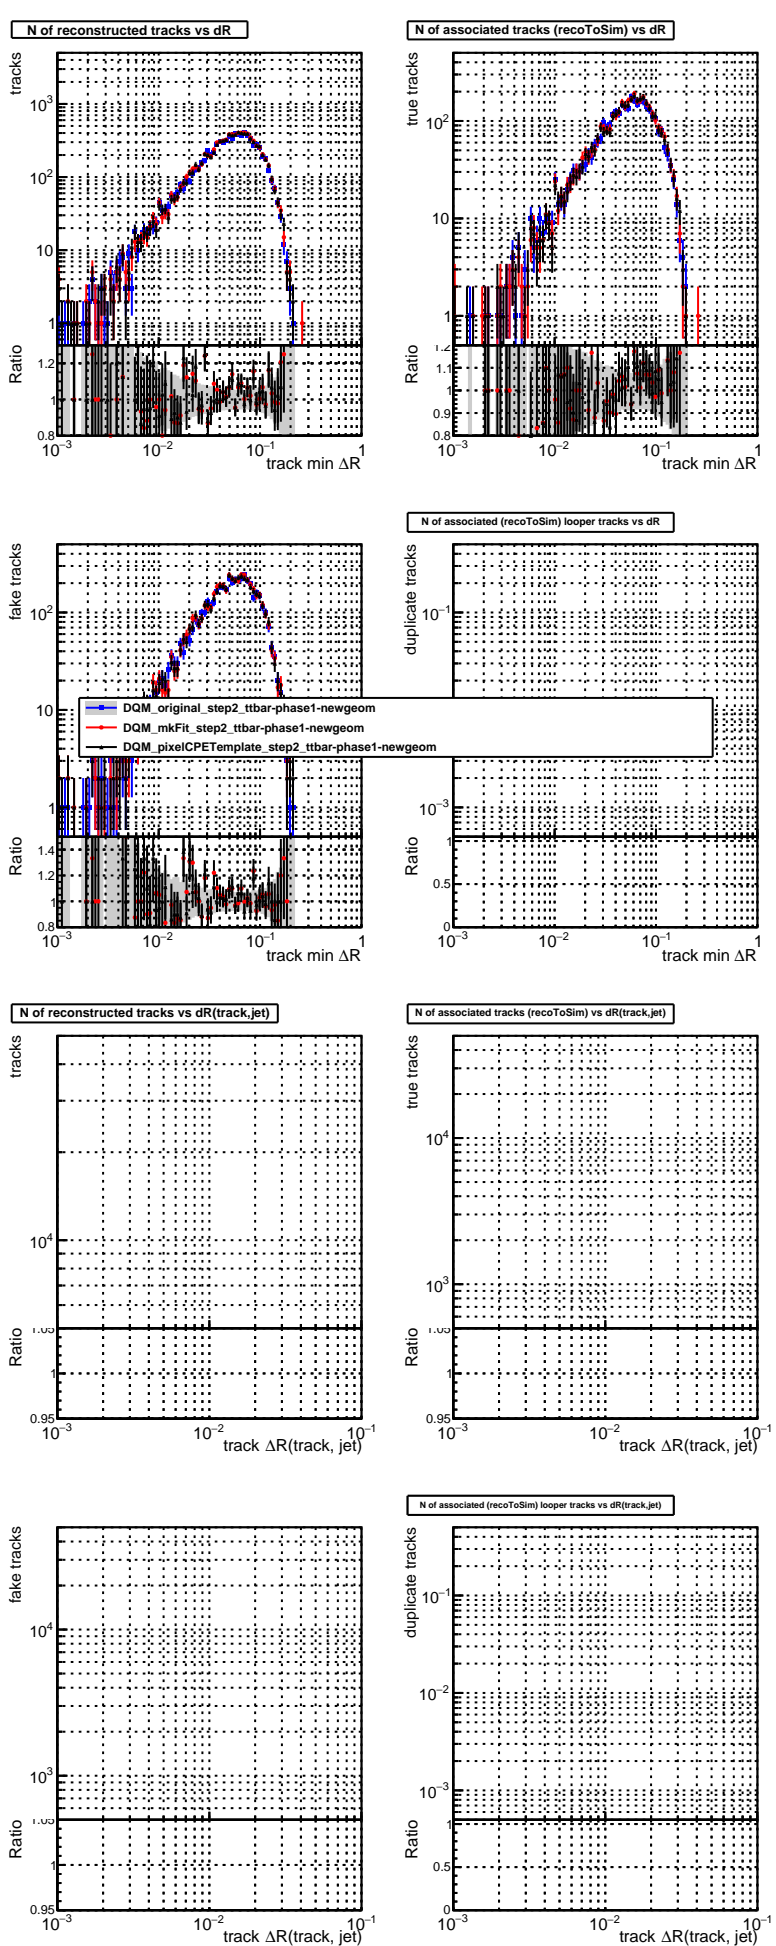 N of reconstructed tracks vs dR
N of associated tracks (recoToSim) vs dR
tracks
10³
10²
10
1
Ratio
1.2
1
0.8
10⁻³
10⁻²
10⁻¹
1
track min ΔR
true tracks
10²
10
1
Ratio
1.2
1.1
1
0.9
0.8
10⁻³
10⁻²
10⁻¹
1
track min ΔR
N of associated (recoToSim) looper tracks vs dR
fake tracks
10²
10
1
Ratio
1.4
1.2
1
0.8
10⁻³
10⁻²
10⁻¹
1
track min ΔR
duplicate tracks
10⁻¹
10⁻³
Ratio
1
0.5
0
10⁻³
10⁻²
10⁻¹
1
track min ΔR
DQM_original_step2_ttbar-phase1-newgeom
DQM_mkFit_step2_ttbar-phase1-newgeom
DQM_pixelCPETemplate_step2_ttbar-phase1-newgeom
N of reconstructed tracks vs dR(track,jet)
N of associated tracks (recoToSim) vs dR(track,jet)
tracks
10⁴
Ratio
1.05
1
0.95
10⁻³
10⁻²
10⁻¹
track ΔR(track, jet)
true tracks
10⁴
10³
Ratio
1.05
1
0.95
10⁻³
10⁻²
10⁻¹
track ΔR(track, jet)
N of associated (recoToSim) looper tracks vs dR(track,jet)
fake tracks
10⁴
10³
Ratio
1.05
1
0.95
10⁻³
10⁻²
10⁻¹
track ΔR(track, jet)
duplicate tracks
10⁻¹
10⁻²
10⁻³
Ratio
1
0.5
0
10⁻³
10⁻²
10⁻¹
track ΔR(track, jet)